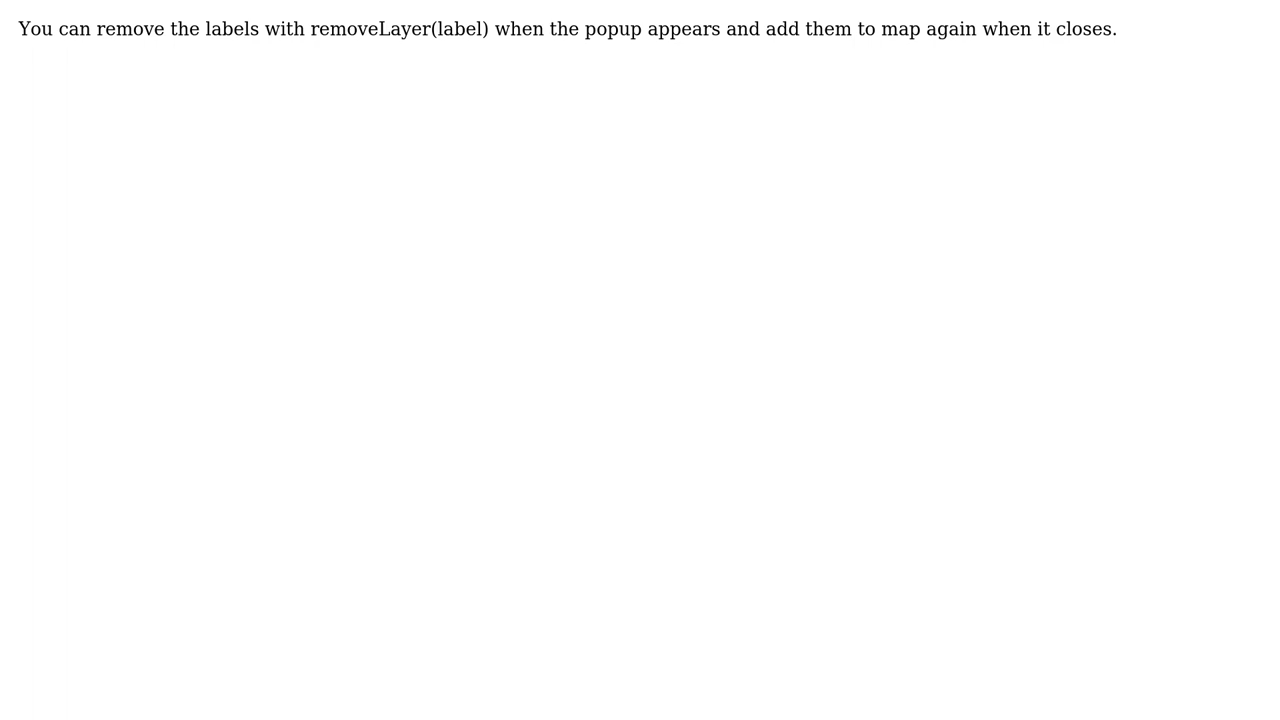 You can remove the labels with removeLayer(label) when the popup appears and add them to map again when it closes.